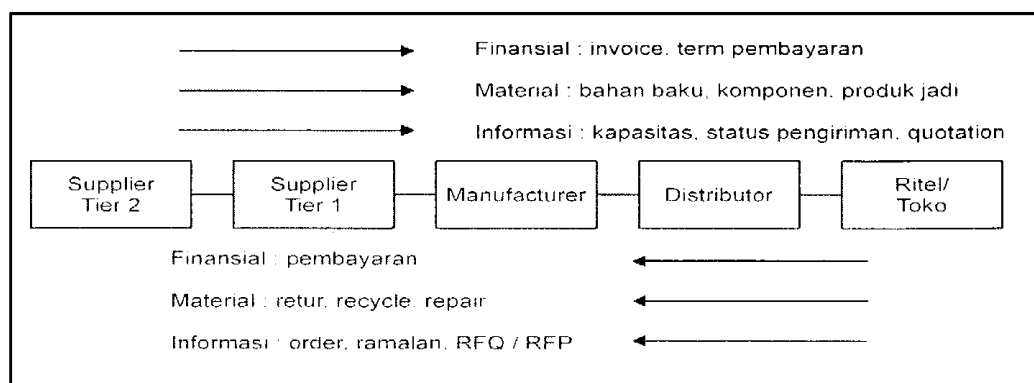 Finansial : invoice, term pembayaran
Material : bahan baku, komponen, produk jadi
Informasi : kapasitas, status pengiriman, quotation
Supplier
Tier 2
Supplier
Tier 1
Manufacturer
Distributor
Ritel/
Toko
Finansial : pembayaran
Material : retur, recycle, repair
Informasi : order, ramalan, RFQ / RFP